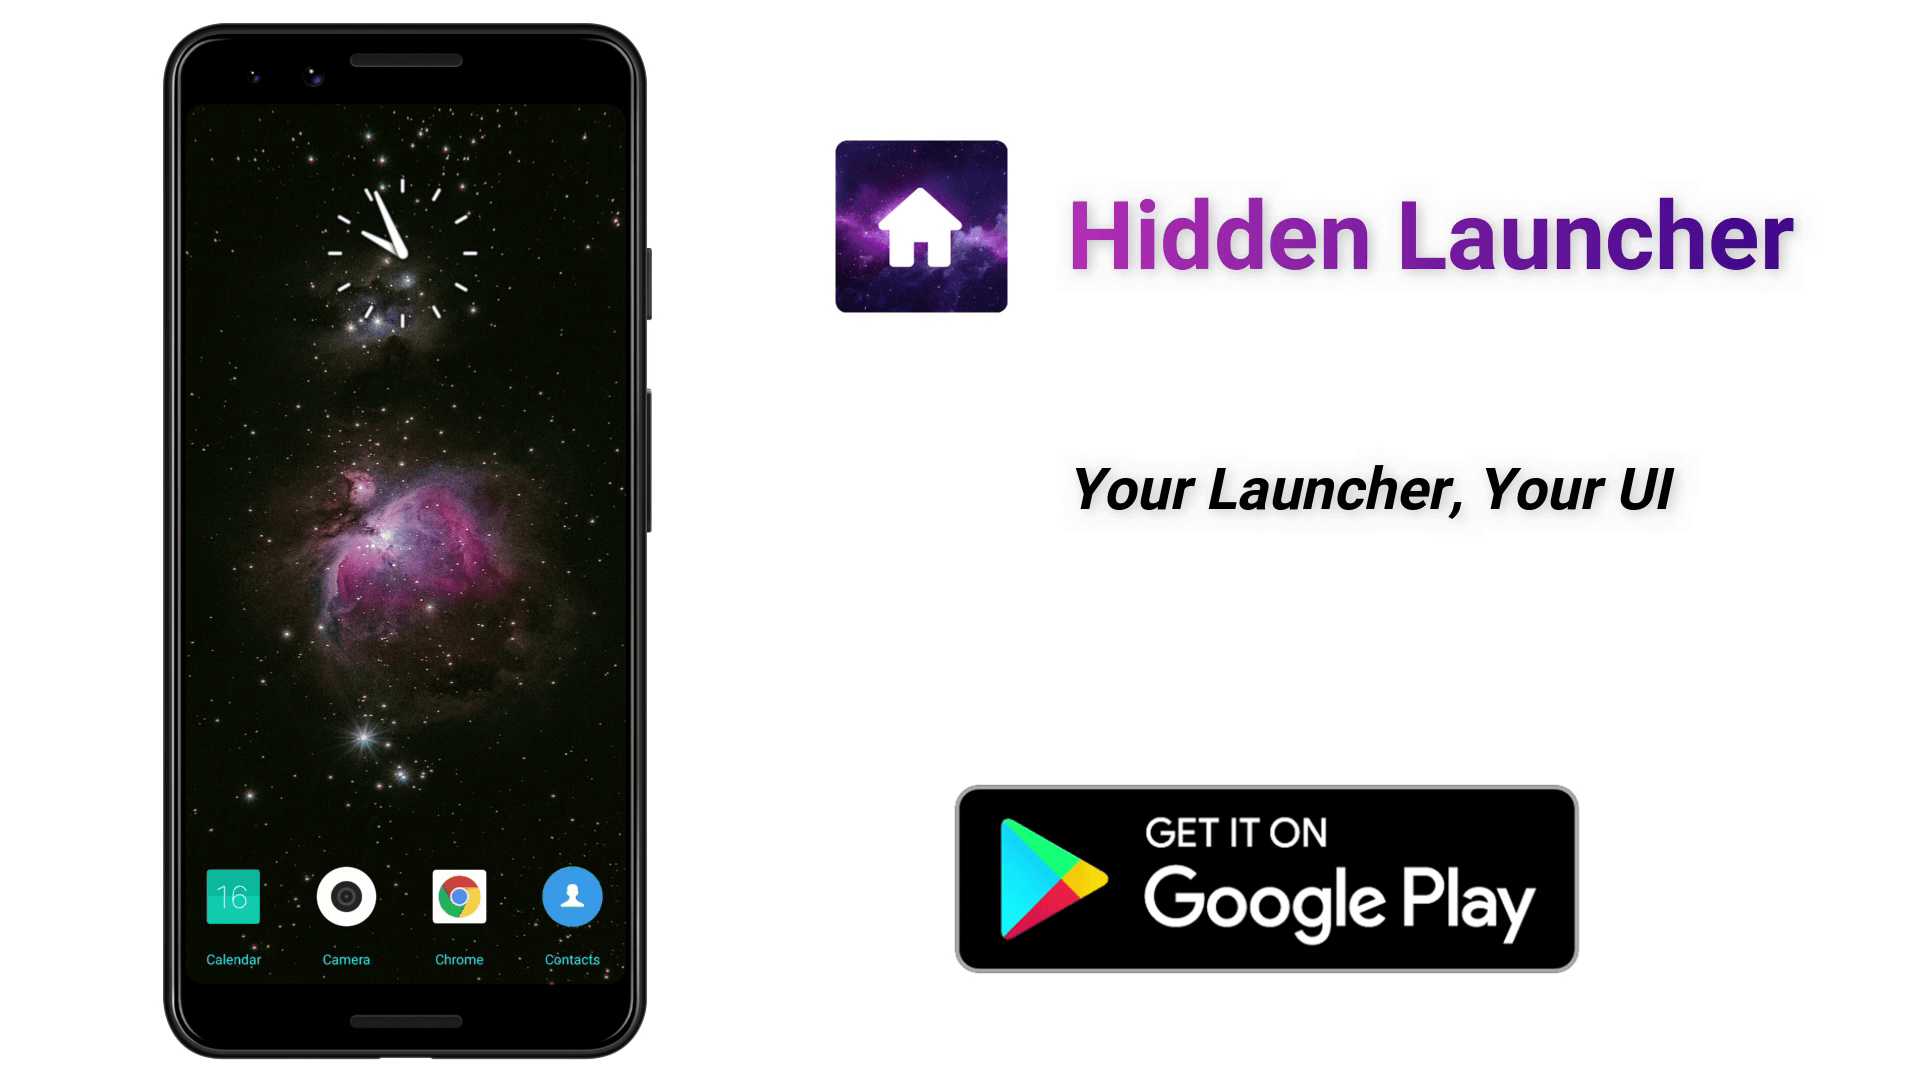 Hidden Launcher
Your Launcher, Your UI
GET IT ON
Google Play
16
Calendar
Camera
Chrome
Contacts